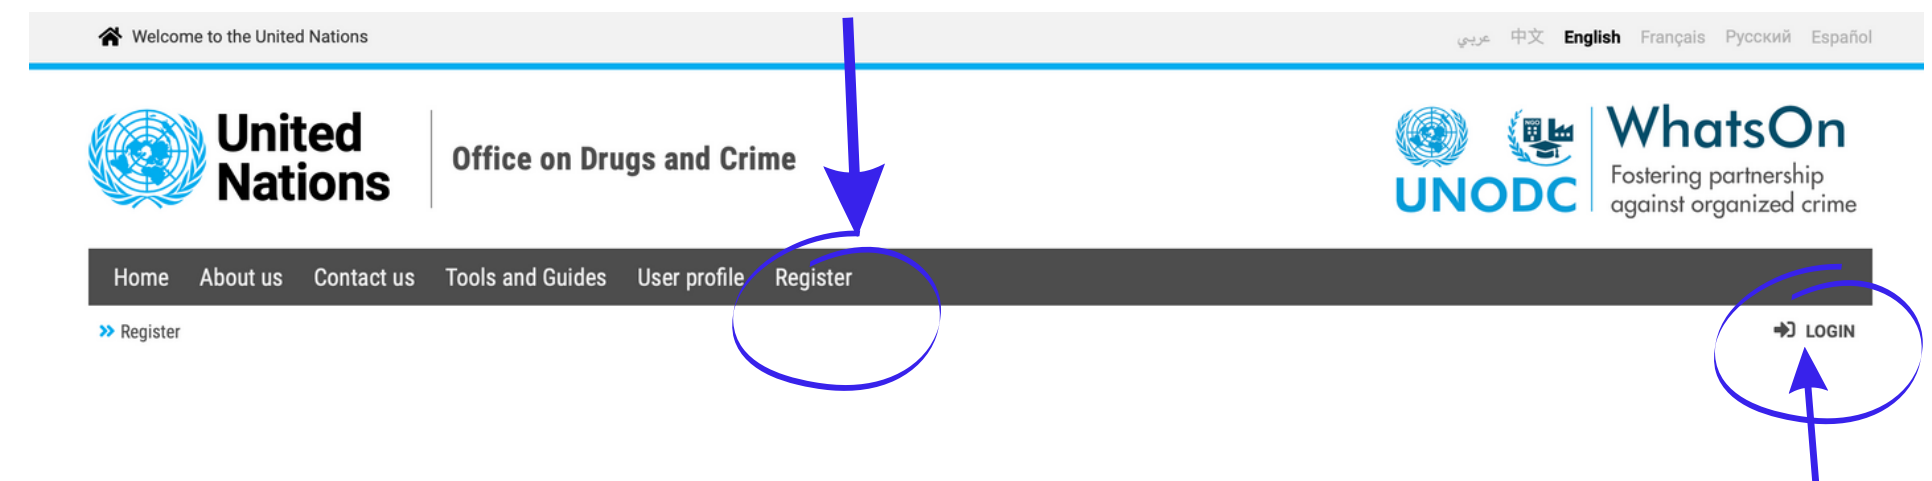 Welcome to the United Nations
عربي 中文 English Français Русский Español
United Nations
Office on Drugs and Crime
UNODC
NGO
WhatsOn
Fostering partnership
against organized crime
Home About us Contact us Tools and Guides User profile Register
Register
LOGIN